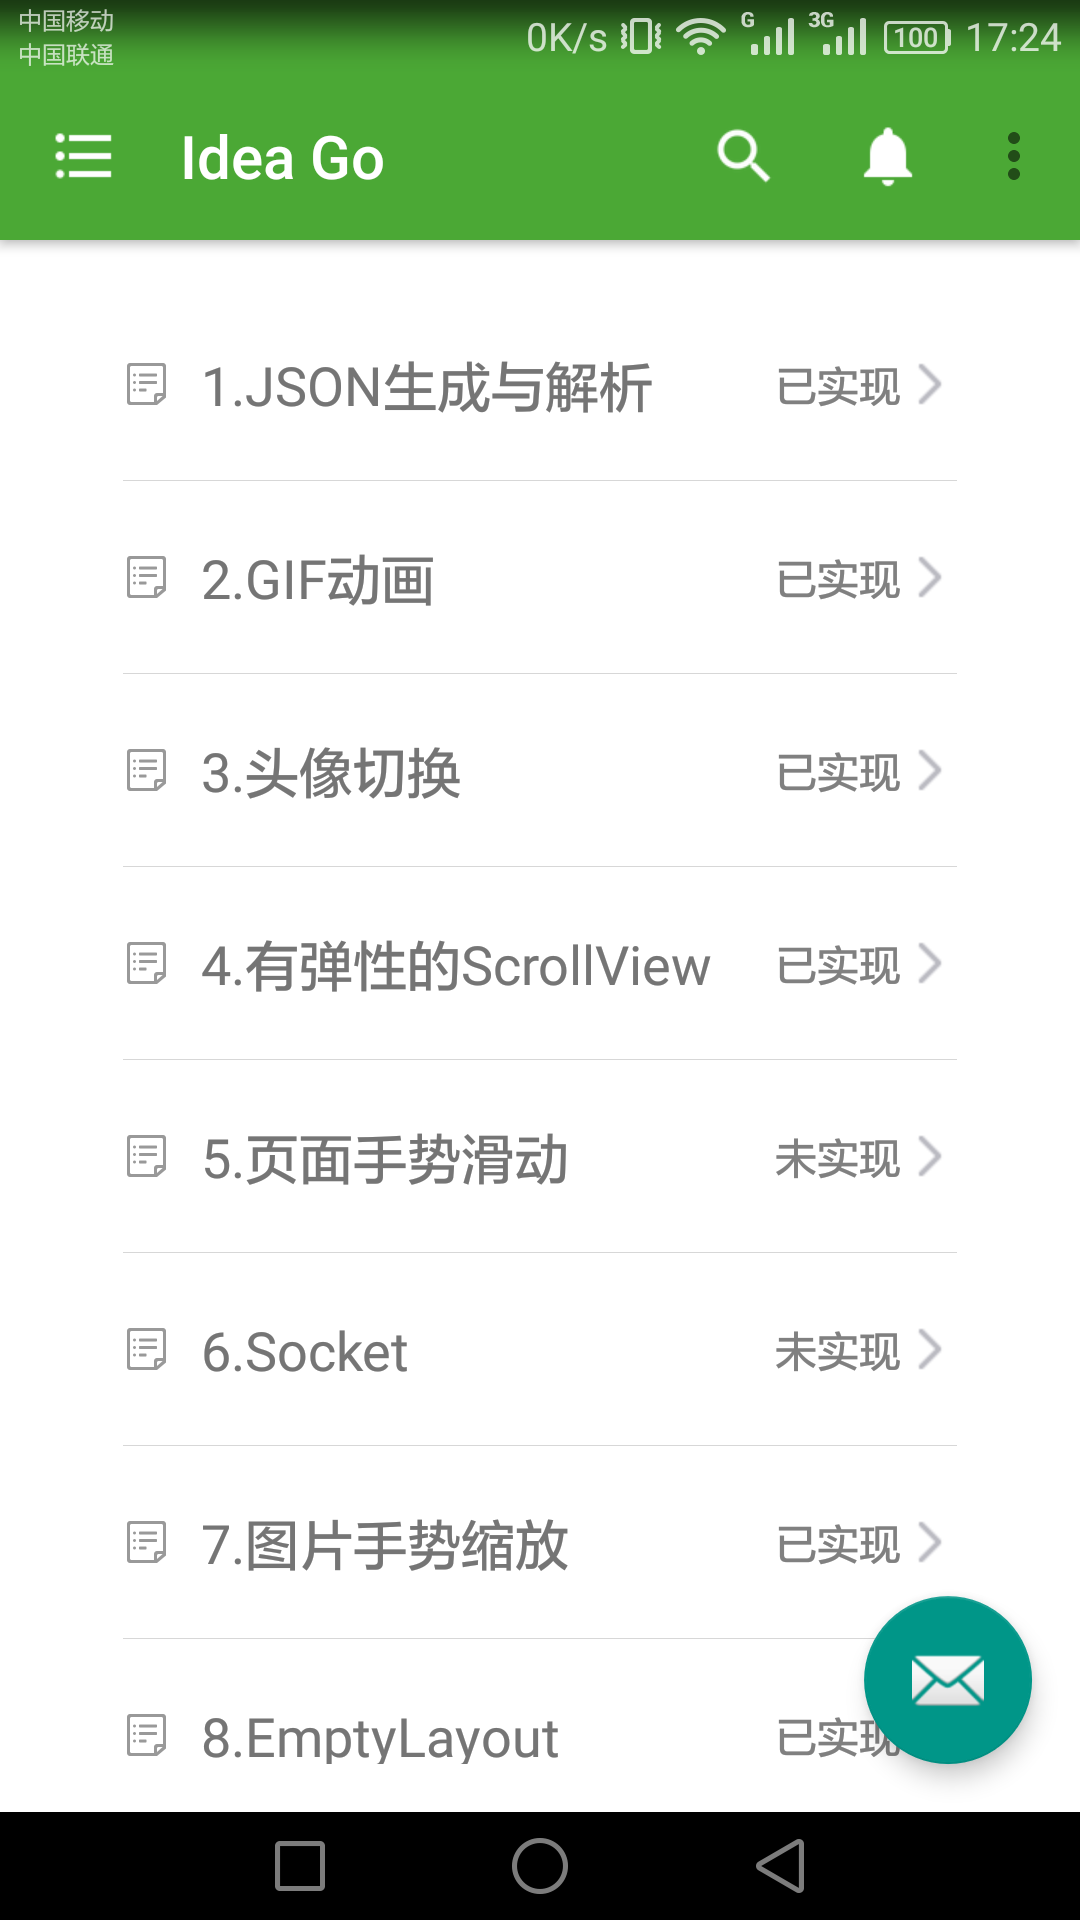 中国移动
中国联通
0K/s G 3G 100 17:24
Idea Go
1.JSON生成与解析 已实现
2.GIF动画 已实现
3.头像切换 已实现
4.有弹性的ScrollView 已实现
5.页面手势滑动 未实现
6.Socket 未实现
7.图片手势缩放 已实现
8.EmptyLayout 已实现